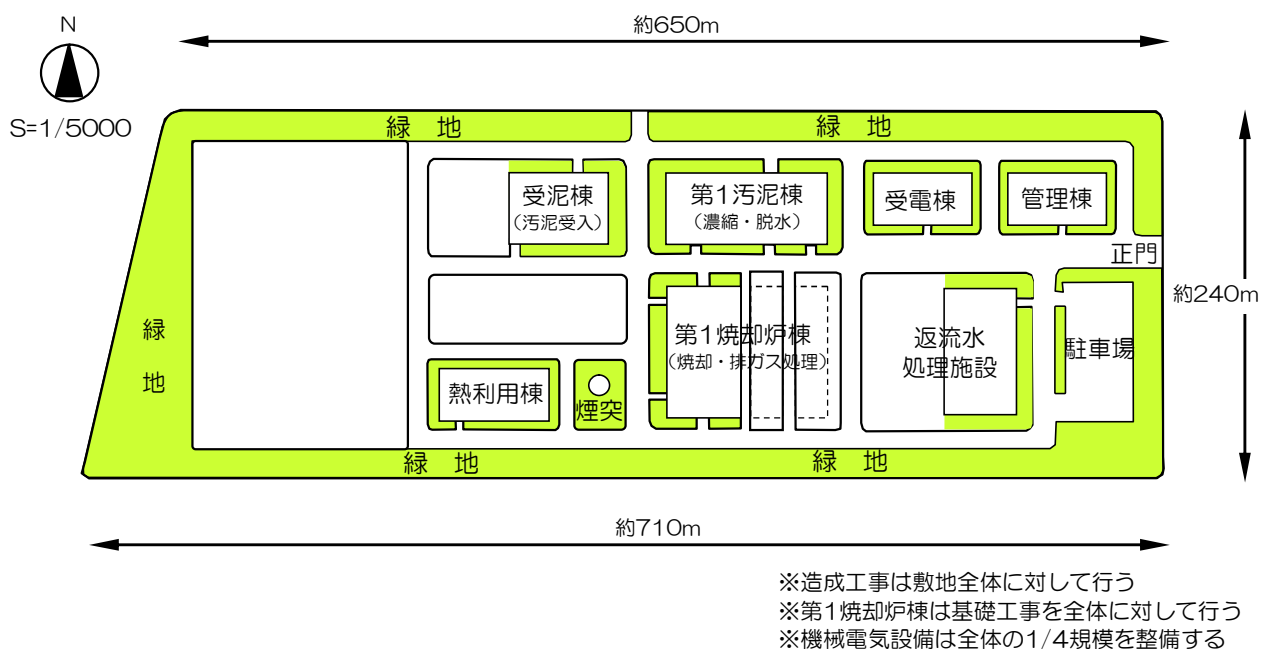 N
S=1/5000
約650m
緑 地
緑 地
受泥棟
(汚泥受入)
第1汚泥棟
(濃縮・脱水)
受電棟
管理棟
正門
約240m
緑
地
第1焼却炉棟
(焼却・排ガス処理)
返流水
処理施設
駐車場
熱利用棟
煙突
緑 地
緑 地
約710m
※造成工事は敷地全体に対して行う
※第1焼却炉棟は基礎工事を全体に対して行う
※機械電気設備は全体の1/4規模を整備する